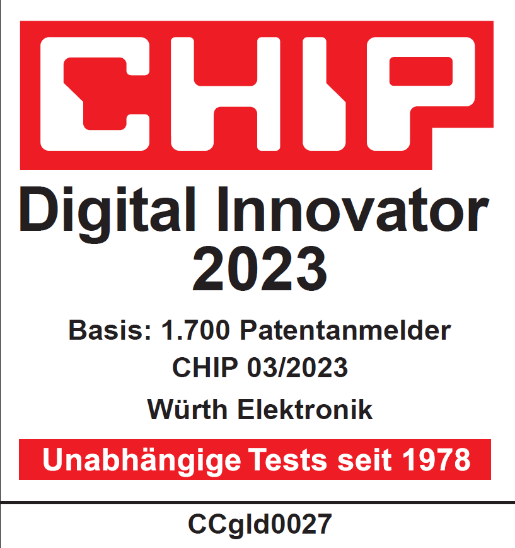 CHIP
Digital Innovator
2023
Basis: 1.700 Patentanmelder
CHIP 03/2023
Würth Elektronik
Unabhängige Tests seit 1978
CCgld0027